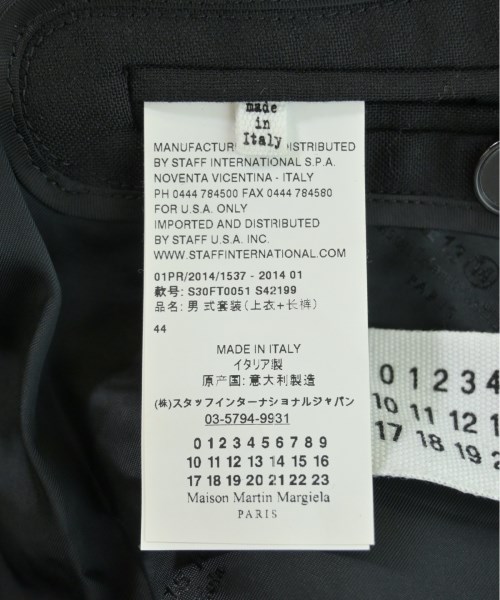 made
in
Italy
MANUFACTUR DISTRIBUTED
BY STAFF INTERNATIONAL S.P.A.
NOVENTA VICENTINA - ITALY
PH 0444 784500 FAX 0444 784580
FOR U.S.A. ONLY
IMPORTED AND DISTRIBUTED
BY STAFF U.S.A. INC.
WWW.STAFFINTERNATIONAL.COM
01PR/2014/1537 - 2014 01
款号: S30FT0051 S42199
品名: 男式套装(上衣+长裤)
44
MADE IN ITALY
イタリア製
原产国: 意大利製造
(株)スタッフインターナショナルジャパン
03-5794-9931
0 1 2 3 4 5 6 7 8 9
10 11 12 13 14 15 16
17 18 19 20 21 22 23
Maison Martin Margiela
PARIS
0 1 2 3 4
10 11 12
17 18 19